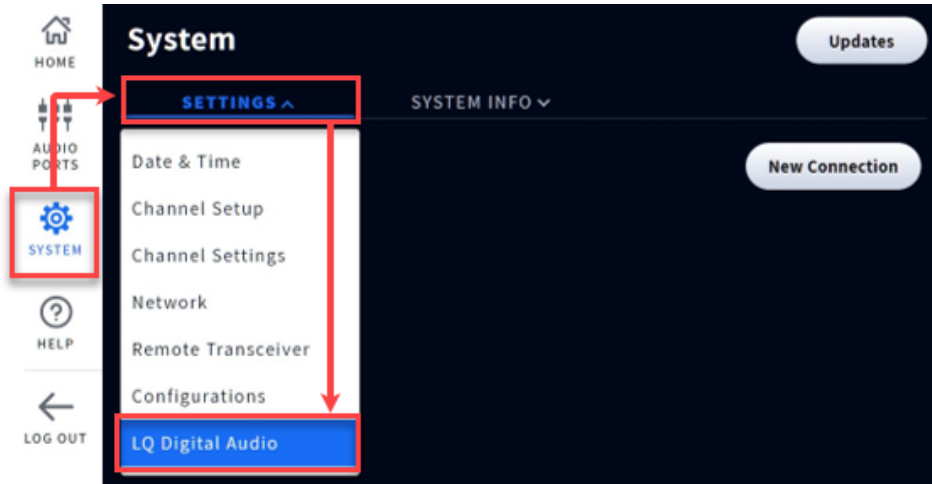 HOME
AUDIO
PORTS
SYSTEM
HELP
LOG OUT
System
Updates
SETTINGS
SYSTEM INFO
Date & Time
Channel Setup
Channel Settings
Network
Remote Transceiver
Configurations
LQ Digital Audio
New Connection